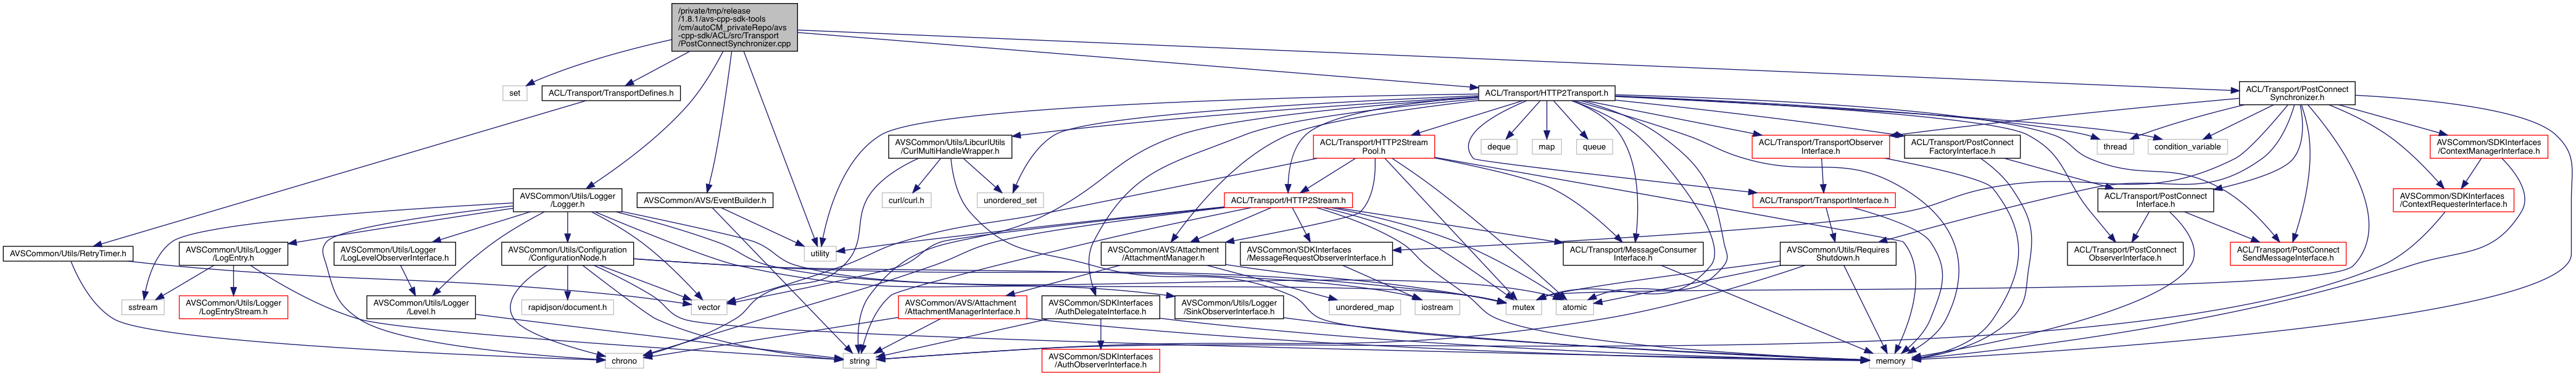 /private/tmp/release
/1.8.1/avs-cpp-sdk-tools
/cm/autoCM_privateRepo/avs
-cpp-sdk/ACL/src/Transport
/PostConnectSynchronizer.cpp
set
ACL/Transport/TransportDefines.h
ACL/Transport/HTTP2Transport.h
ACL/Transport/PostConnect
Synchronizer.h
AVSCommon/Utils/LibcurlUtils
/CurlMultiHandleWrapper.h
ACL/Transport/HTTP2Stream
Pool.h
deque
map
queue
ACL/Transport/TransportObserver
Interface.h
ACL/Transport/PostConnect
FactoryInterface.h
thread
condition_variable
AVSCommon/SDKInterfaces
/ContextManagerInterface.h
AVSCommon/Utils/Logger
/Logger.h
AVSCommon/AVS/EventBuilder.h
curl/curl.h
unordered_set
ACL/Transport/HTTP2Stream.h
ACL/Transport/TransportInterface.h
ACL/Transport/PostConnect
Interface.h
AVSCommon/SDKInterfaces
/ContextRequesterInterface.h
AVSCommon/Utils/RetryTimer.h
AVSCommon/Utils/Logger
/LogEntry.h
AVSCommon/Utils/Logger
/LogLevelObserverInterface.h
AVSCommon/Utils/Configuration
/ConfigurationNode.h
utility
AVSCommon/AVS/Attachment
/AttachmentManager.h
AVSCommon/SDKInterfaces
/MessageRequestObserverInterface.h
ACL/Transport/MessageConsumer
Interface.h
AVSCommon/Utils/Requires
Shutdown.h
ACL/Transport/PostConnect
ObserverInterface.h
ACL/Transport/PostConnect
SendMessageInterface.h
sstream
AVSCommon/Utils/Logger
/LogEntryStream.h
AVSCommon/Utils/Logger
/Level.h
rapidjson/document.h
vector
AVSCommon/AVS/Attachment
/AttachmentManagerInterface.h
AVSCommon/SDKInterfaces
/AuthDelegateInterface.h
AVSCommon/Utils/Logger
/SinkObserverInterface.h
unordered_map
iostream
mutex
atomic
chrono
string
AVSCommon/SDKInterfaces
/AuthObserverInterface.h
memory